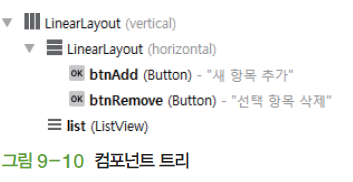 LinearLayout (vertical)
LinearLayout (horizontal)
OK btnAdd (Button) - "새 항목 추가"
OK btnRemove (Button) - "선택 항목 삭제"
list (ListView)
그림 9-10 컴포넌트 트리